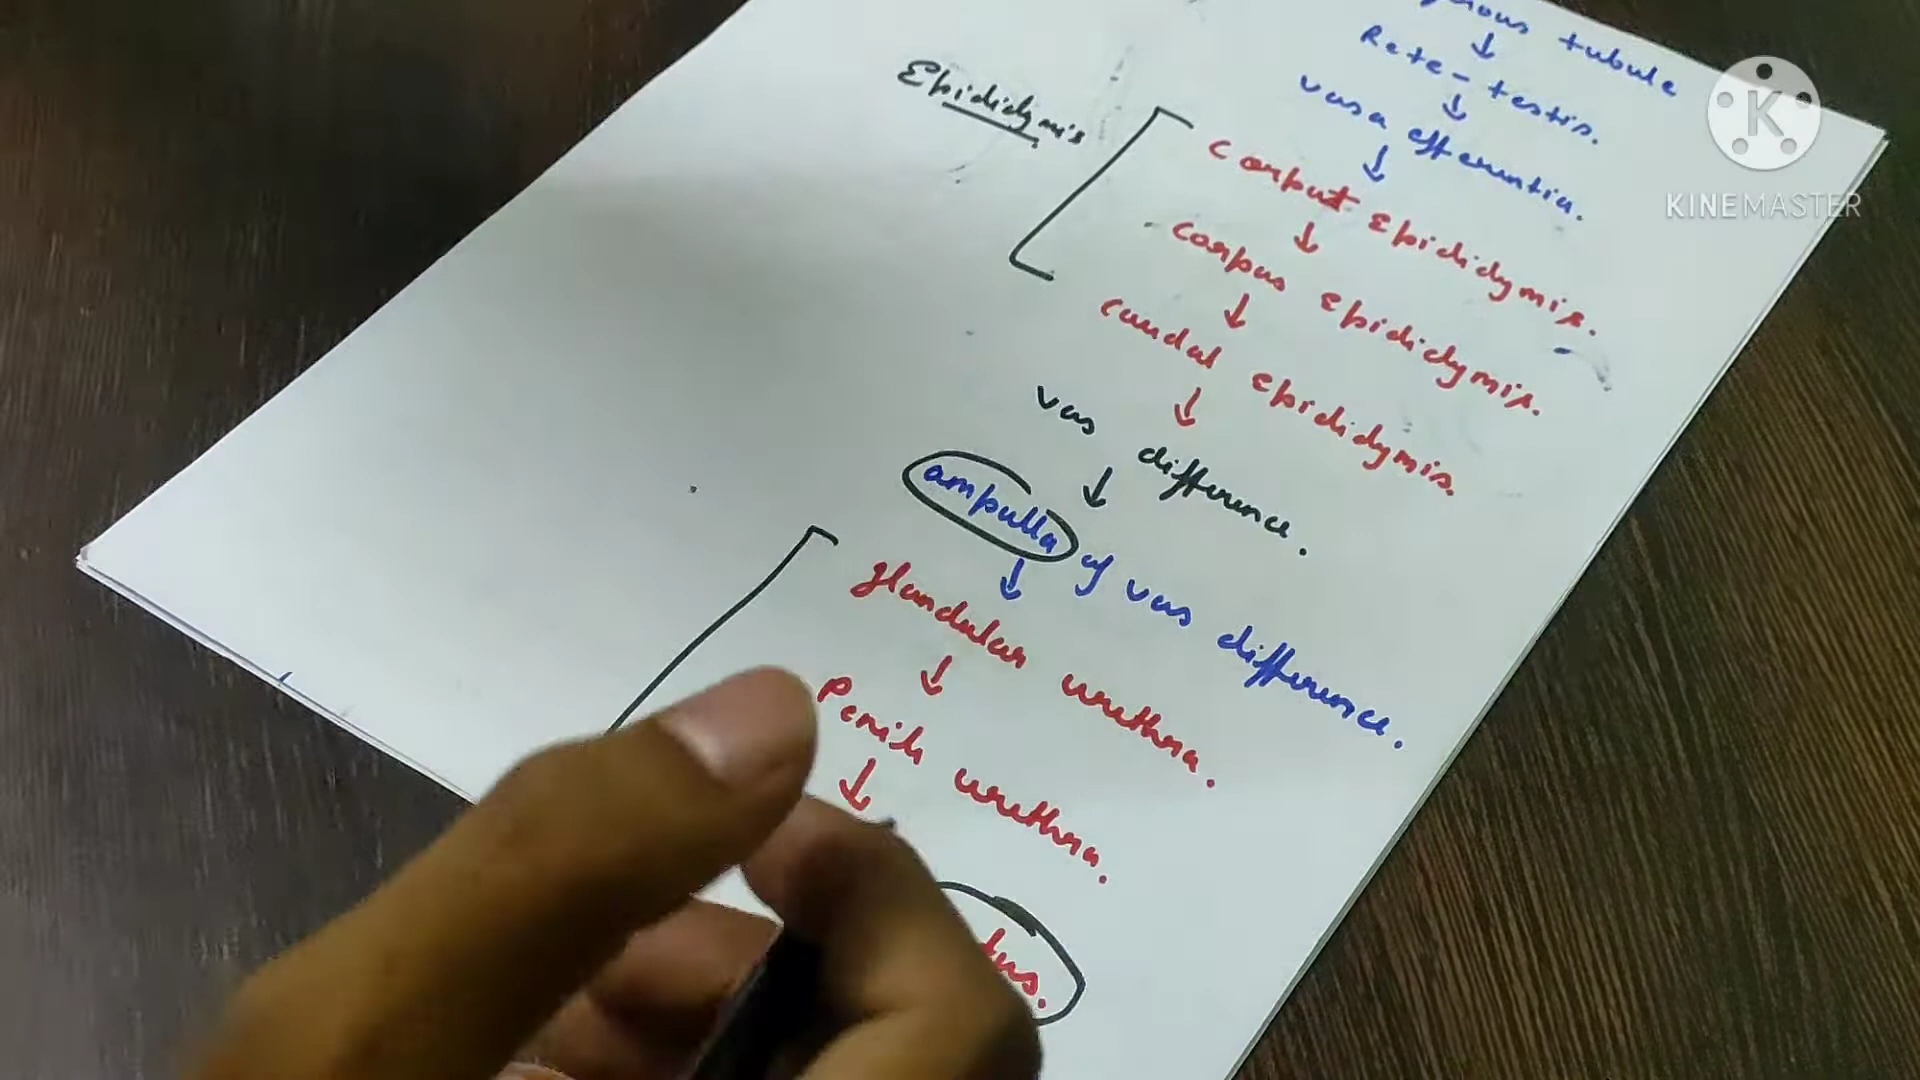 tubule
Rete-testis.
vasa efferentia.
Epididymis
Corput Epididymis.
Corpus Epididymis.
Caudal Epididymis.
vas difference.
ampulla of vas difference.
glandular urethra.
Penile urethra.
KINEMASTER